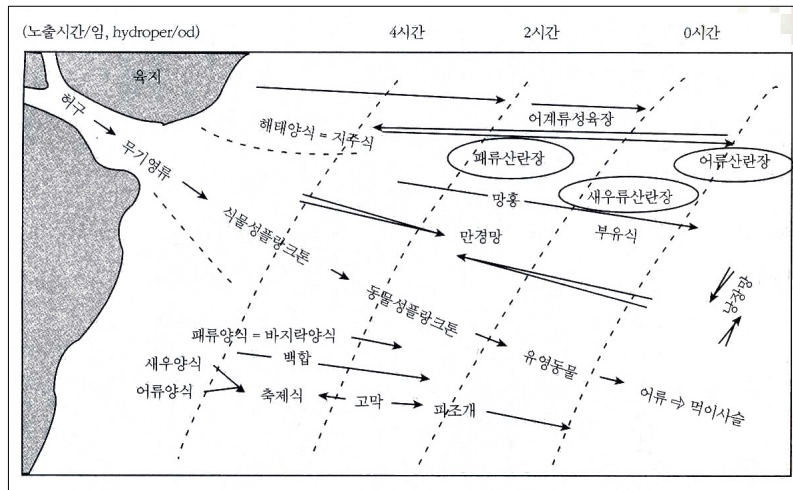 (노출시간/임, hydroper/od) 4시간 2시간 0시간
육지
하구
무기영류
식물성플랑크톤
동물성플랑크톤
유영동물
어류 ⇒ 먹이사슬
어계류성육장
해태양식 = 지주식
패류산란장
어류산란장
새우류산란장
망홍
부유식
만경망
낭장망
패류양식 = 바지락양식
백합
새우양식
어류양식
축제식
고막
피조개